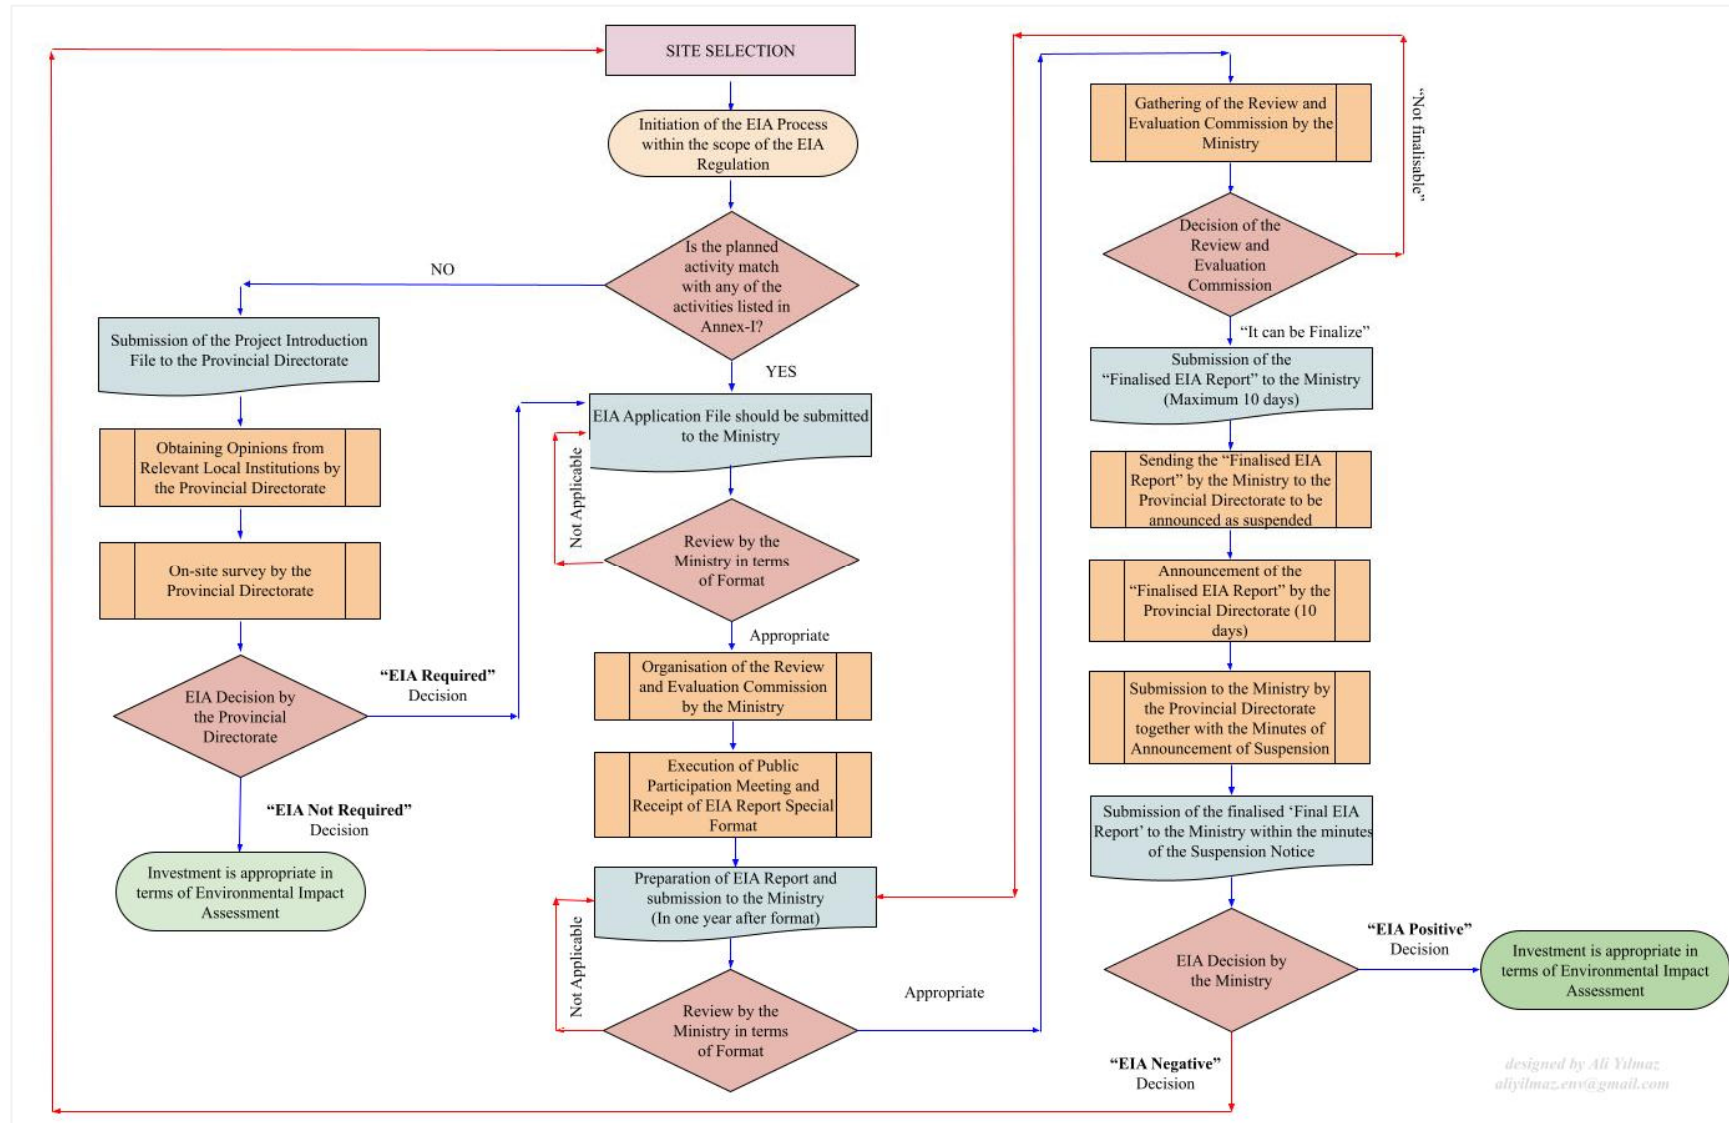 SITE SELECTION
Initiation of the EIA Process
within the scope of the EIA
Regulation
Is the planned
activity match
with any of the
activities listed in
Annex-I?
NO
YES
Submission of the Project Introduction
File to the Provincial Directorate
Obtaining Opinions from
Relevant Local Institutions by
the Provincial Directorate
On-site survey by the
Provincial Directorate
EIA Decision by
the Provincial
Directorate
“EIA Required”
Decision
“EIA Not Required”
Decision
Investment is appropriate in
terms of Environmental Impact
Assessment
EIA Application File should be submitted
to the Ministry
Not Applicable
Review by the
Ministry in terms
of Format
Appropriate
Organisation of the Review
and Evaluation Commission
by the Ministry
Execution of Public
Participation Meeting and
Receipt of EIA Report Special
Format
Preparation of EIA Report and
submission to the Ministry
(In one year after format)
Not Applicable
Review by the
Ministry in terms
of Format
Appropriate
Gathering of the Review and
Evaluation Commission by the
Ministry
Decision of the
Review and
Evaluation
Commission
“Not finalisable”
“It can be Finalize”
Submission of the
“Finalised EIA Report” to the Ministry
(Maximum 10 days)
Sending the “Finalised EIA
Report” by the Ministry to the
Provincial Directorate to be
announced as suspended
Announcement of the
“Finalised EIA Report” by the
Provincial Directorate (10
days)
Submission to the Ministry by
the Provincial Directorate
together with the Minutes of
Announcement of Suspension
Submission of the finalised ‘Final EIA
Report’ to the Ministry within the minutes
of the Suspension Notice
EIA Decision by
the Ministry
“EIA Positive”
Decision
Investment is appropriate in
terms of Environmental Impact
Assessment
“EIA Negative”
Decision
designed by Ali Yılmaz
aliyilmaz.env@gmail.com